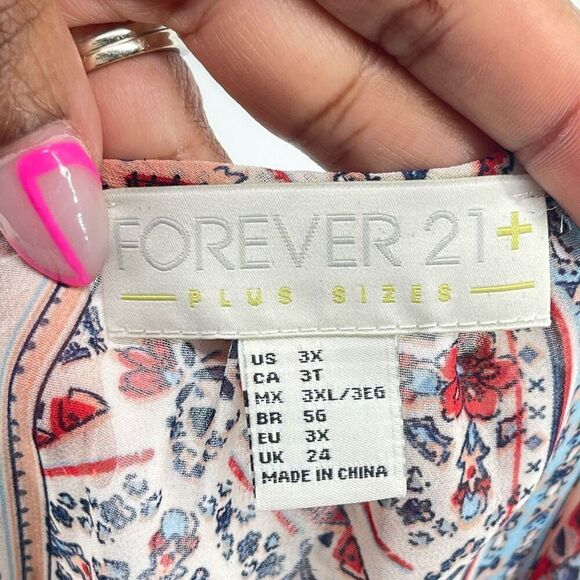 FOREVER 21+
PLUS SIZES
US 3X
CA 3T
MX 3XL/3EG
BR 56
EU 3X
UK 24
MADE IN CHINA